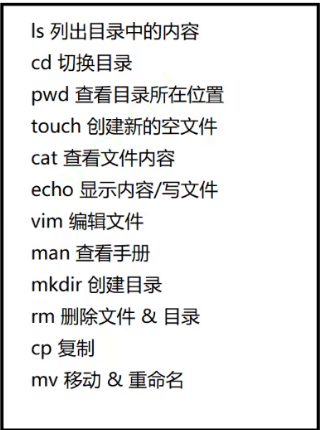 ls 列出目录中的内容
cd 切换目录
pwd 查看目录所在位置
touch 创建新的空文件
cat 查看文件内容
echo 显示内容/写文件
vim 编辑文件
man 查看手册
mkdir 创建目录
rm 删除文件 & 目录
cp 复制
mv 移动 & 重命名